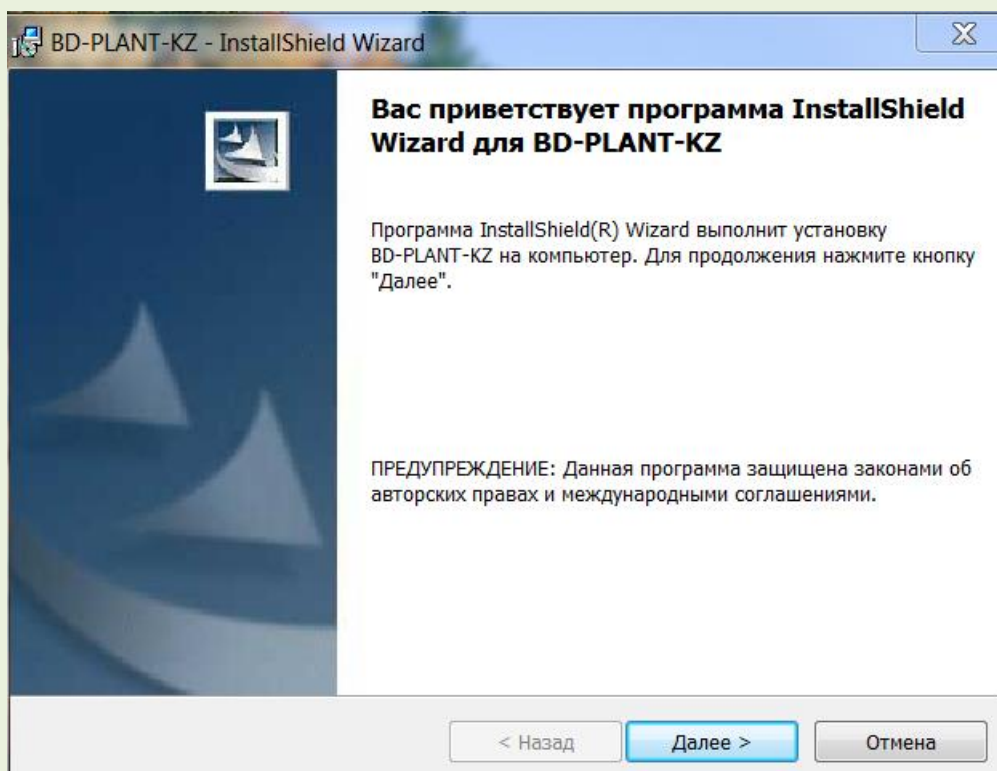 BD-PLANT-KZ - InstallShield Wizard
Вас приветствует программа InstallShield
Wizard для BD-PLANT-KZ
Программа InstallShield(R) Wizard выполнит установку
BD-PLANT-KZ на компьютер. Для продолжения нажмите кнопку
"Далее".
ПРЕДУПРЕЖДЕНИЕ: Данная программа защищена законами об
авторских правах и международными соглашениями.
< Назад
Далее >
Отмена